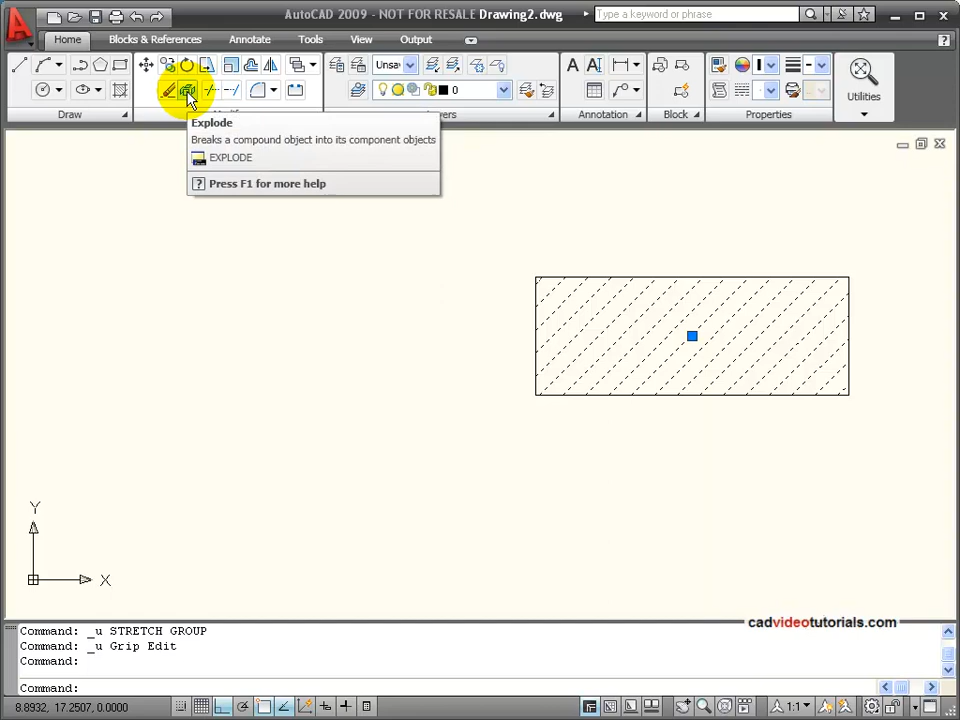 AutoCAD 2009 - NOT FOR RESALE Drawing2.dwg
Type a keyword or phrase
Home
Blocks & References
Annotate
Tools
View
Output
Unsa
0
Utilities
Draw
Annotation
Block
Properties
Explode
Breaks a compound object into its component objects
EXPLODE
Press F1 for more help
Y
X
cadvideotutorials.com
Command: _u STRETCH GROUP
Command: _u Grip Edit
Command:
Command:
8.8932, 17.2507, 0.0000
1:1